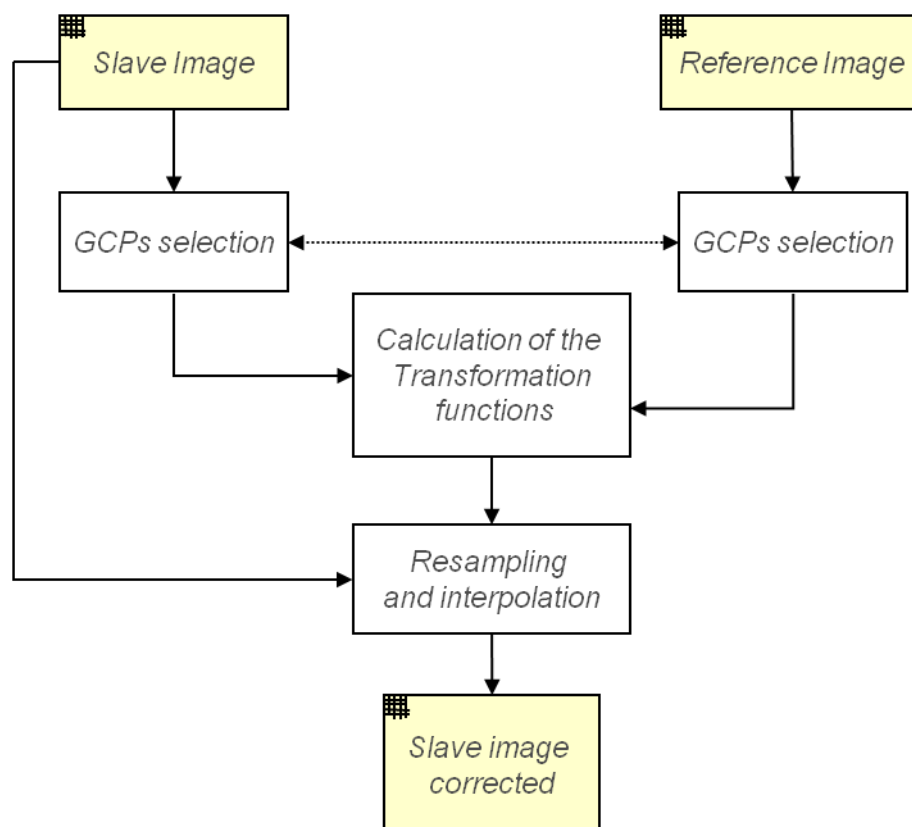 Slave Image
Reference Image
GCPs selection
GCPs selection
Calculation of the
Transformation
functions
Resampling
and interpolation
Slave image
corrected